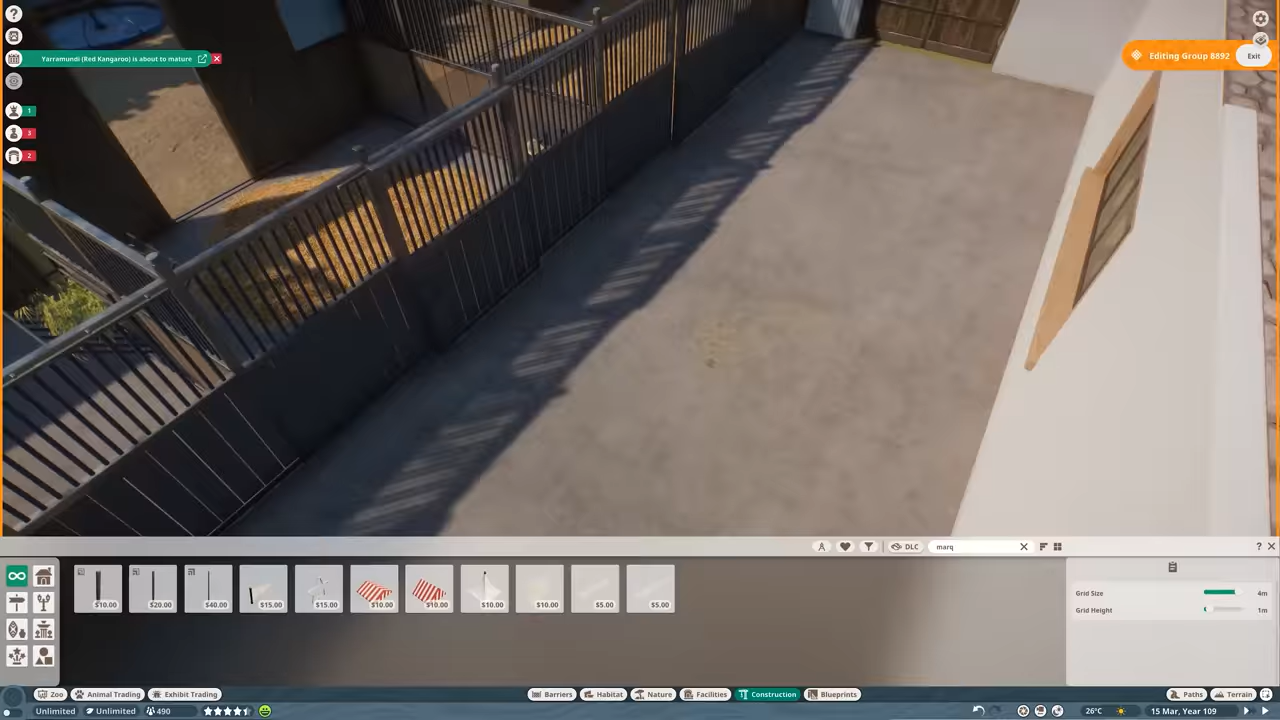 ?
Yarramundi (Red Kangaroo) is about to mature
Editing Group 8892
Exit
1
3
2
DLC
marq
?
$10.00
$20.00
$40.00
$15.00
$15.00
$10.00
$10.00
$10.00
$10.00
$5.00
$5.00
Grid Size
4m
Grid Height
1m
Zoo
Animal Trading
Exhibit Trading
Barriers
Habitat
Nature
Facilities
Construction
Blueprints
Paths
Terrain
Unlimited
Unlimited
490
26°C
15 Mar, Year 109